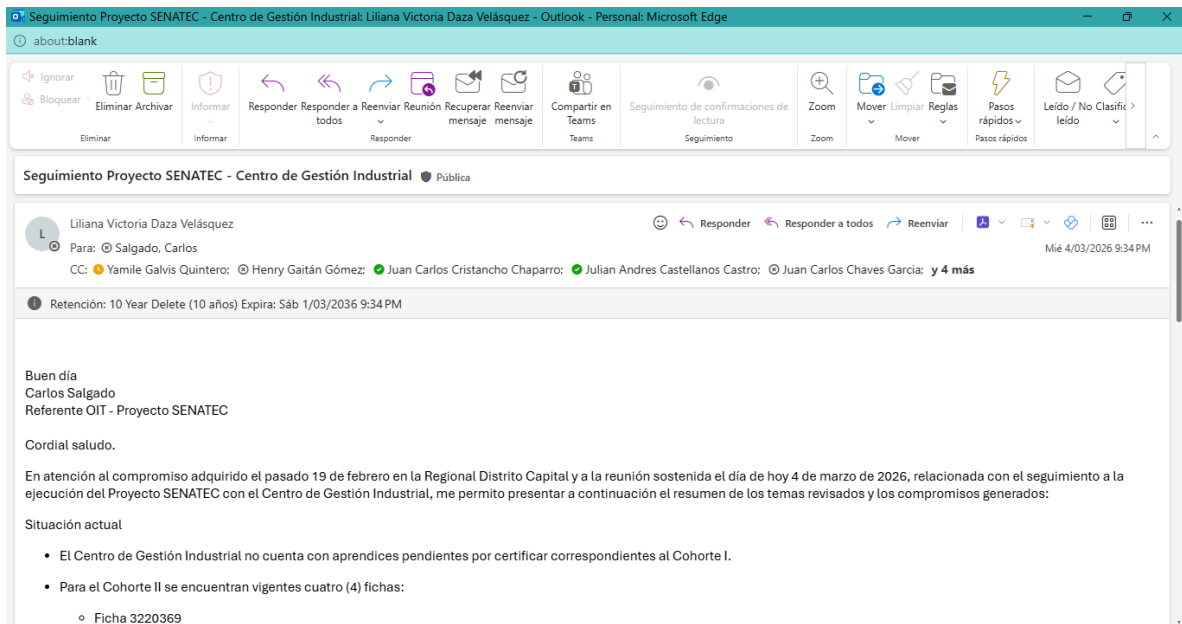 Seguimiento Proyecto SENATEC - Centro de Gestión Industrial: Liliana Victoria Daza Velásquez - Outlook - Personal: Microsoft Edge
about:blank
Ignorar
Bloquear
Eliminar Archivar
Eliminar
Informar
Informar
Responder Responder a todos Reenviar Reunión Recuperar mensaje Reenviar mensaje
Responder
Compartir en Teams
Teams
Seguimiento de confirmaciones de lectura
Seguimiento
Zoom
Zoom
Mover Limpiar Reglas
Mover
Pasos rápidos
Pasos rápidos
Leído / No leído
Seguimiento Proyecto SENATEC - Centro de Gestión Industrial Pública
L
Liliana Victoria Daza Velásquez
Responder Responder a todos Reenviar
Para: Salgado, Carlos
Mié 4/03/2026 9:34 PM
CC: Yamile Galvis Quintero; Henry Gaitán Gómez; Juan Carlos Cristancho Chaparro; Julian Andres Castellanos Castro; Juan Carlos Chaves Garcia; y 4 más
Retención: 10 Year Delete (10 años) Expira: Sáb 1/03/2036 9:34 PM
Buen día
Carlos Salgado
Referente OIT - Proyecto SENATEC
Cordial saludo.
En atención al compromiso adquirido el pasado 19 de febrero en la Regional Distrito Capital y a la reunión sostenida el día de hoy 4 de marzo de 2026, relacionada con el seguimiento a la
ejecución del Proyecto SENATEC con el Centro de Gestión Industrial, me permito presentar a continuación el resumen de los temas revisados y los compromisos generados:
Situación actual
• El Centro de Gestión Industrial no cuenta con aprendices pendientes por certificar correspondientes al Cohorte I.
• Para el Cohorte II se encuentran vigentes cuatro (4) fichas:
○ Ficha 3220369